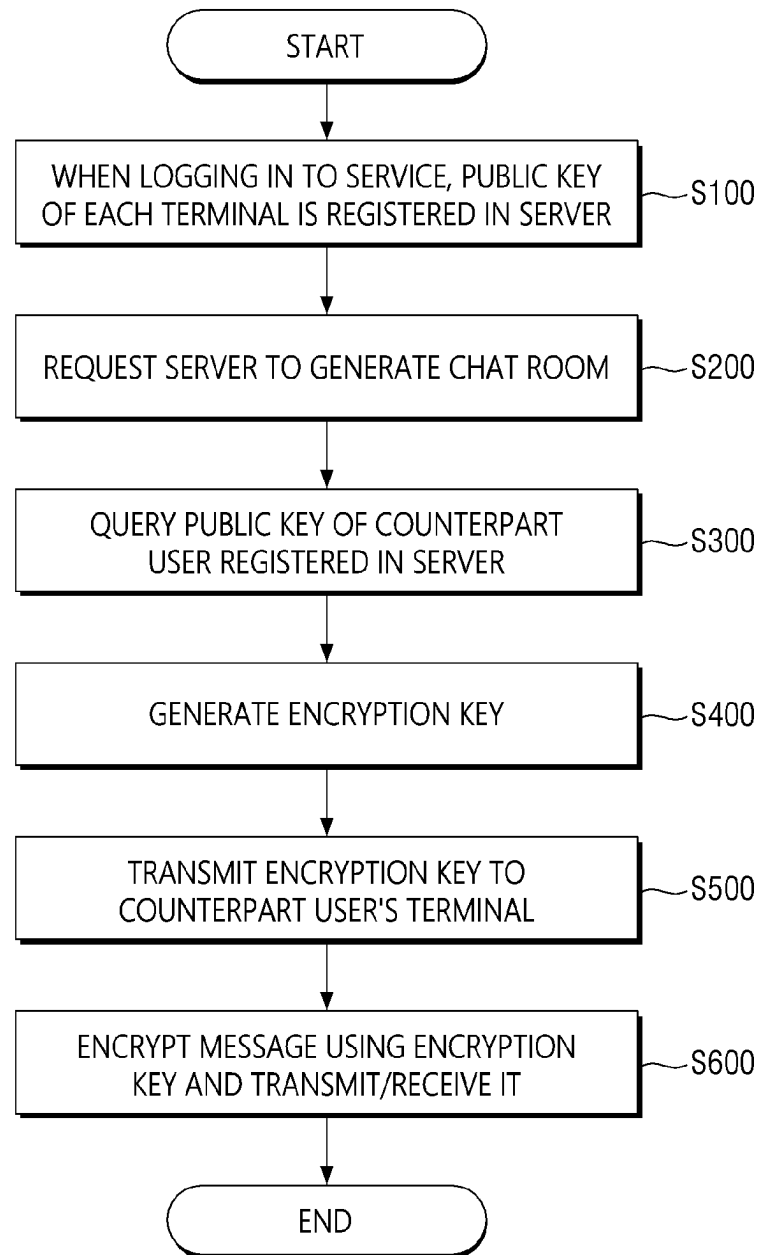 START
WHEN LOGGING IN TO SERVICE, PUBLIC KEY
OF EACH TERMINAL IS REGISTERED IN SERVER
S100
REQUEST SERVER TO GENERATE CHAT ROOM
S200
QUERY PUBLIC KEY OF COUNTERPART
USER REGISTERED IN SERVER
S300
GENERATE ENCRYPTION KEY
S400
TRANSMIT ENCRYPTION KEY TO
COUNTERPART USER'S TERMINAL
S500
ENCRYPT MESSAGE USING ENCRYPTION
KEY AND TRANSMIT/RECEIVE IT
S600
END